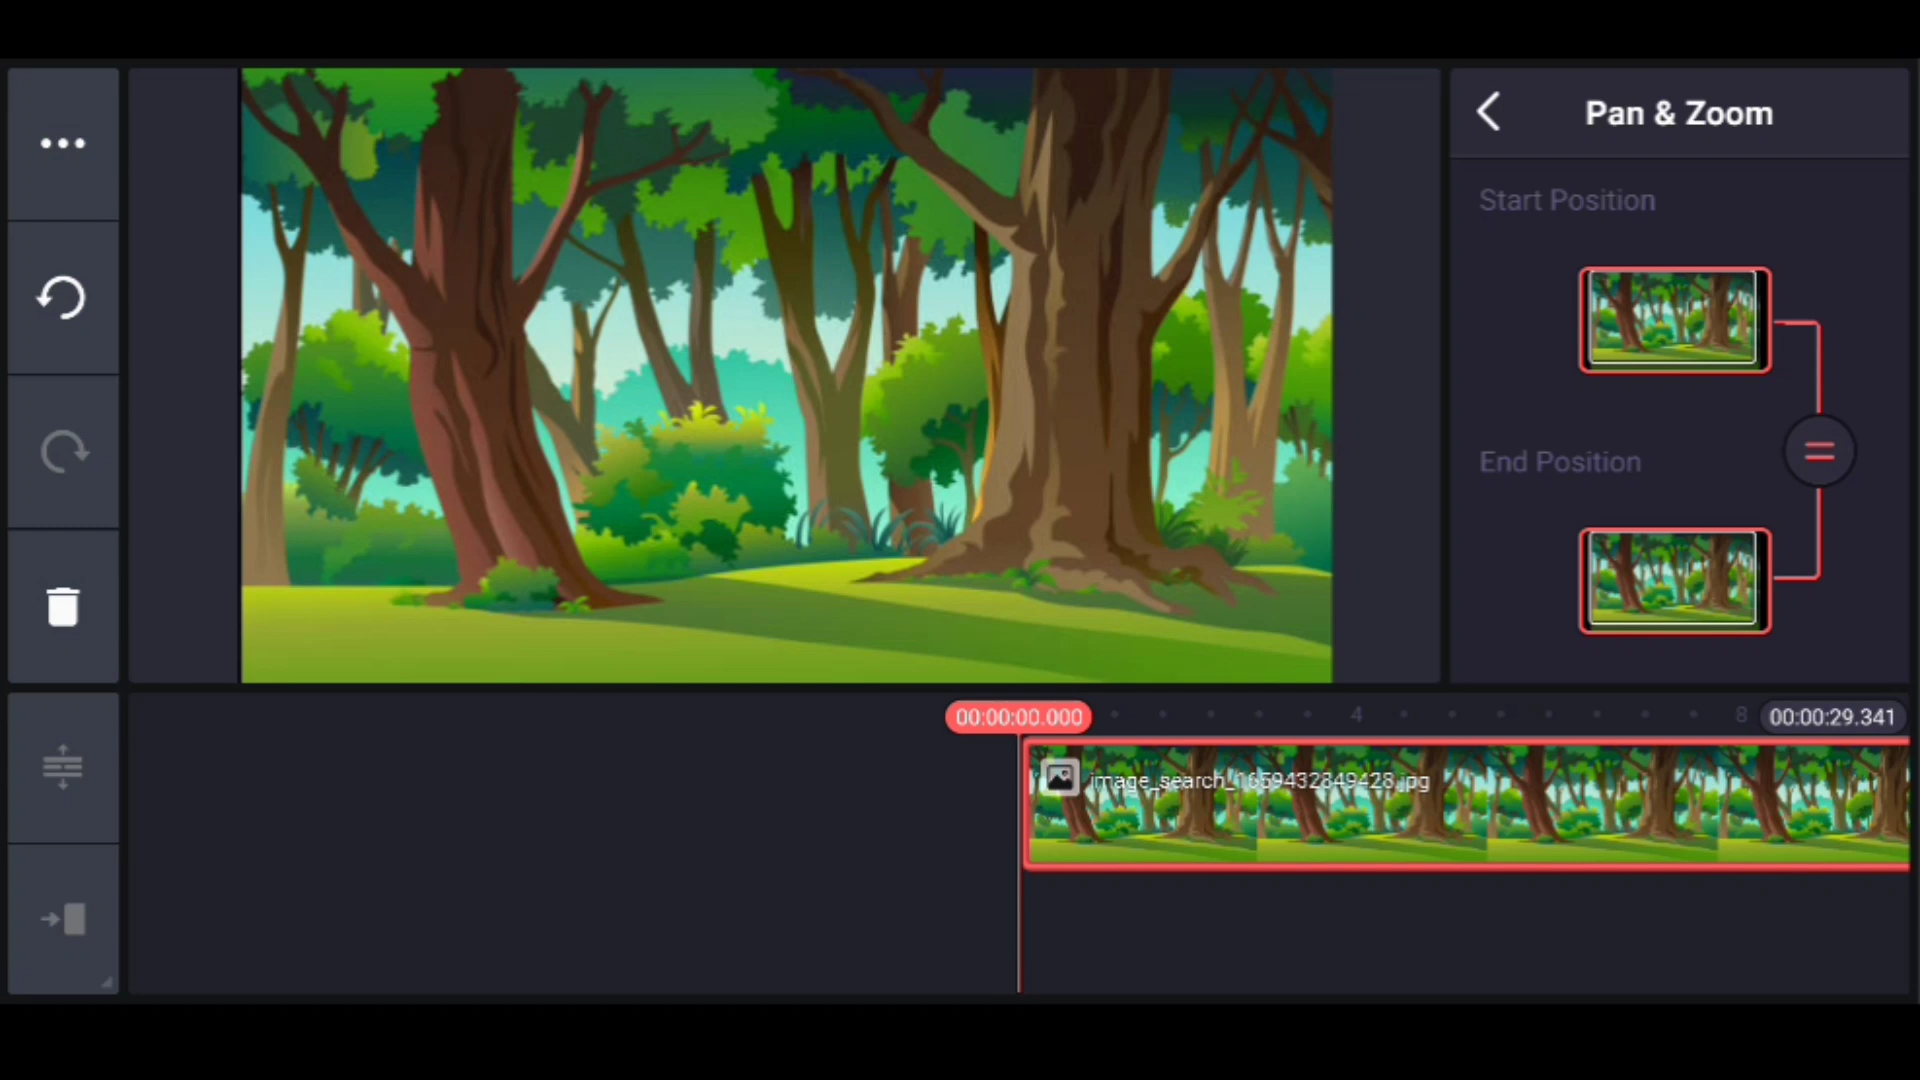 Pan & Zoom
Start Position
End Position
00:00:00.000
4
8
00:00:29.341
image_search_1659432849428.jpg